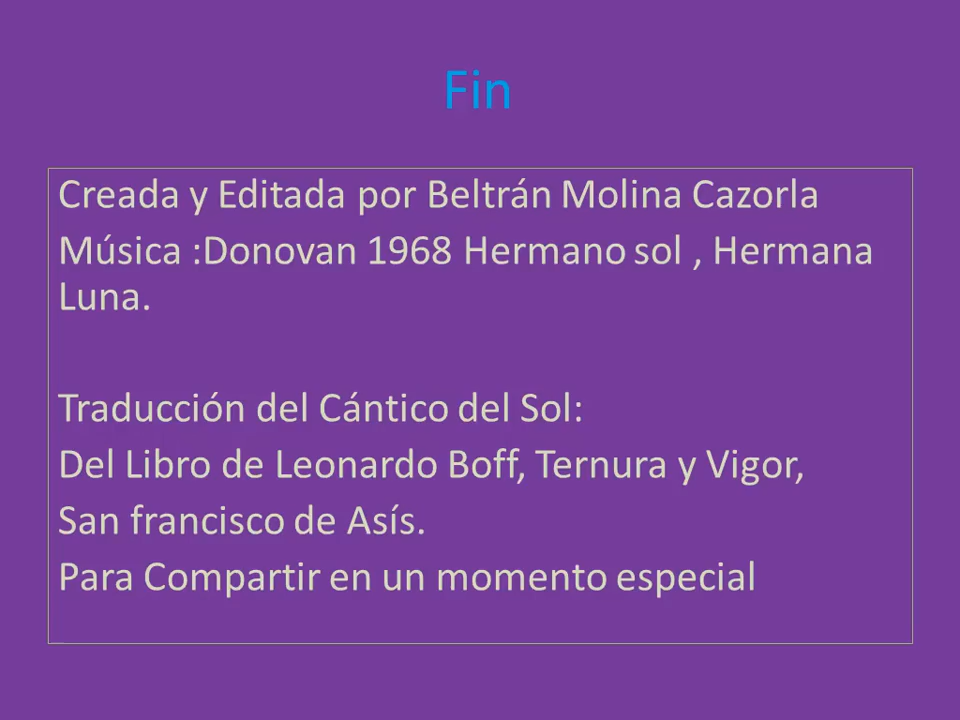 Fin
Creada y Editada por Beltrán Molina Cazorla
Música :Donovan 1968 Hermano sol , Hermana
Luna.
Traducción del Cántico del Sol:
Del Libro de Leonardo Boff, Ternura y Vigor,
San francisco de Asís.
Para Compartir en un momento especial